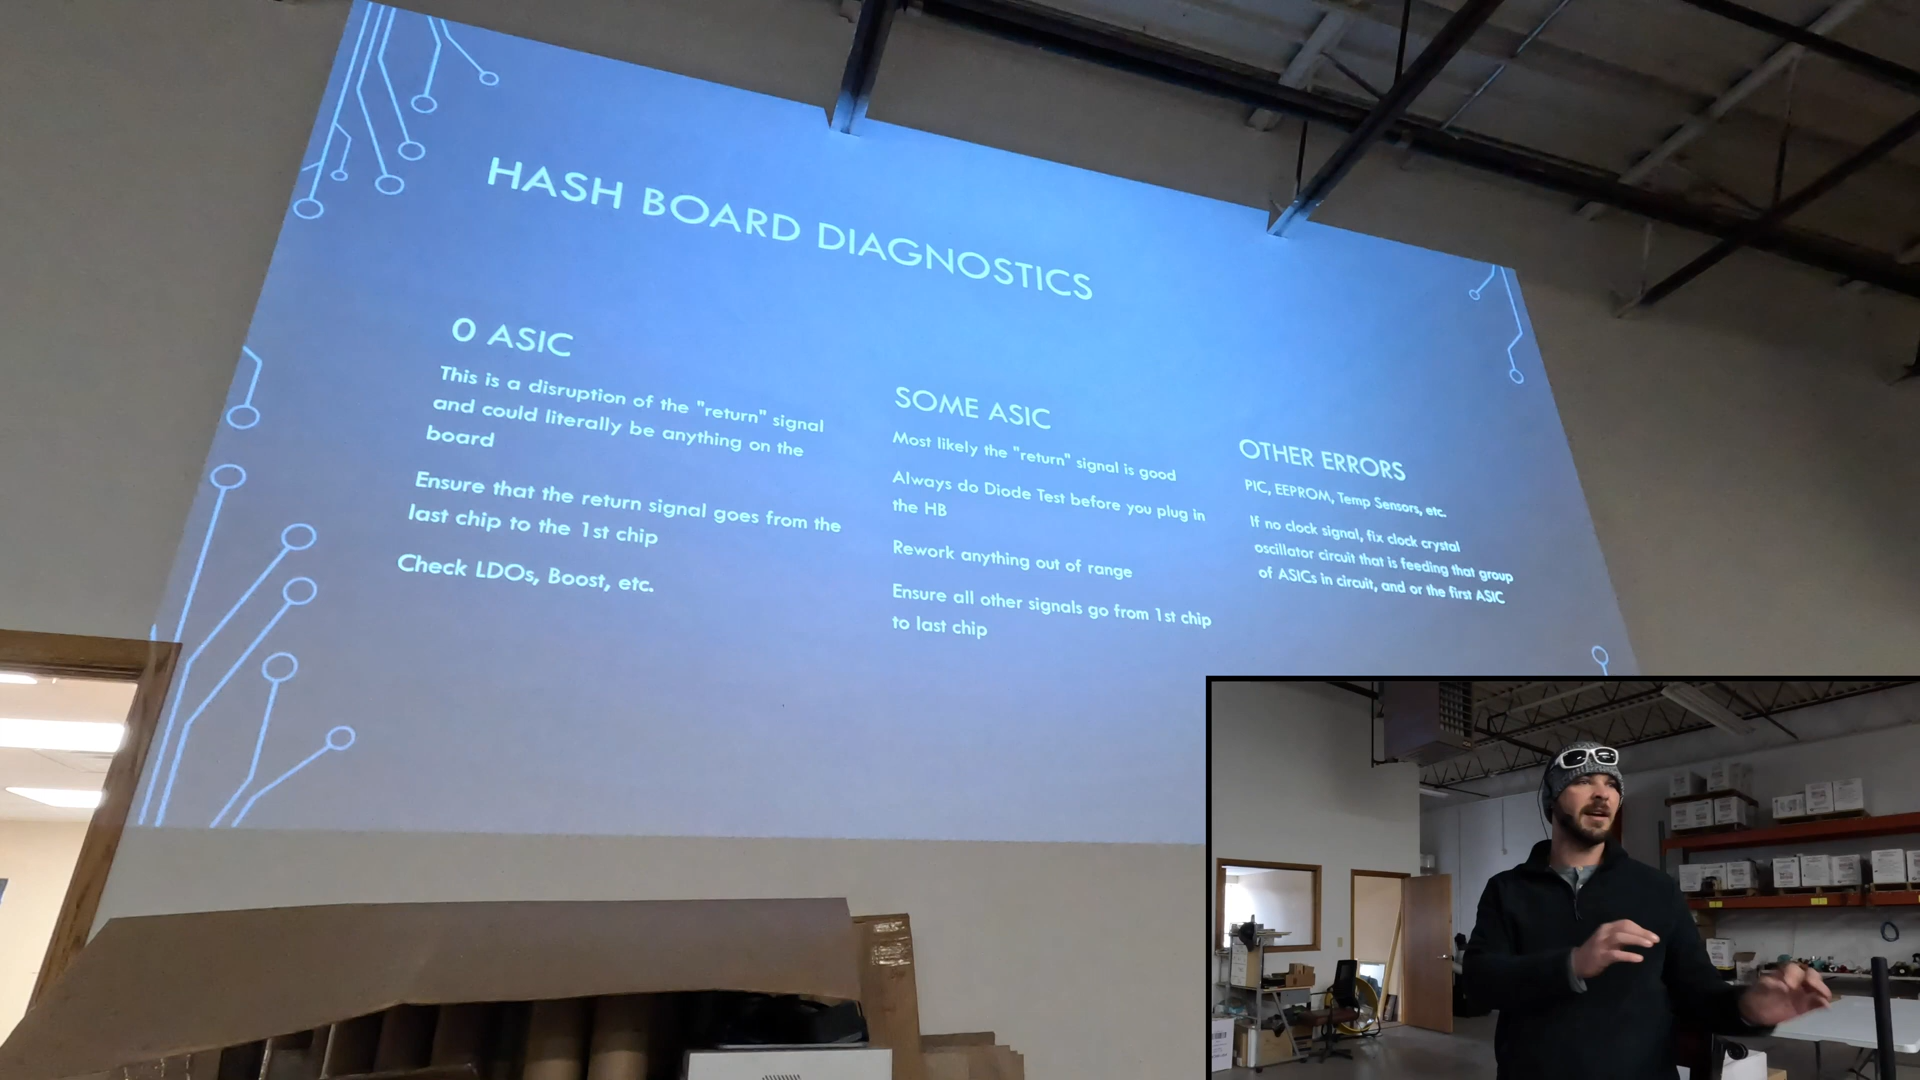 HASH BOARD DIAGNOSTICS
0 ASIC
This is a disruption of the "return" signal
and could literally be anything on the
board
Ensure that the return signal goes from the
last chip to the 1st chip
Check LDOs, Boost, etc.
SOME ASIC
Most likely the "return" signal is good
Always do Diode Test before you plug in
the HB
Rework anything out of range
Ensure all other signals go from 1st chip
to last chip
OTHER ERRORS
PIC, EEPROM, Temp Sensors, etc.
If no clock signal, fix clock crystal
oscillator circuit that is feeding that group
of ASICs in circuit, and or the first ASIC